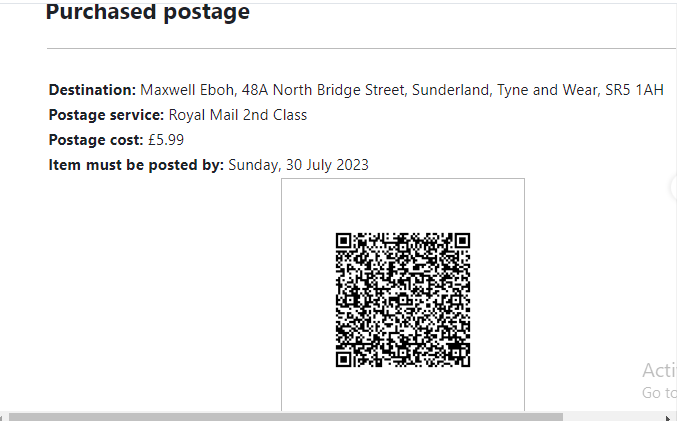 Purchased postage
Destination: Maxwell Eboh, 48A North Bridge Street, Sunderland, Tyne and Wear, SR5 1AH
Postage service: Royal Mail 2nd Class
Postage cost: £5.99
Item must be posted by: Sunday, 30 July 2023
Acti
Go to